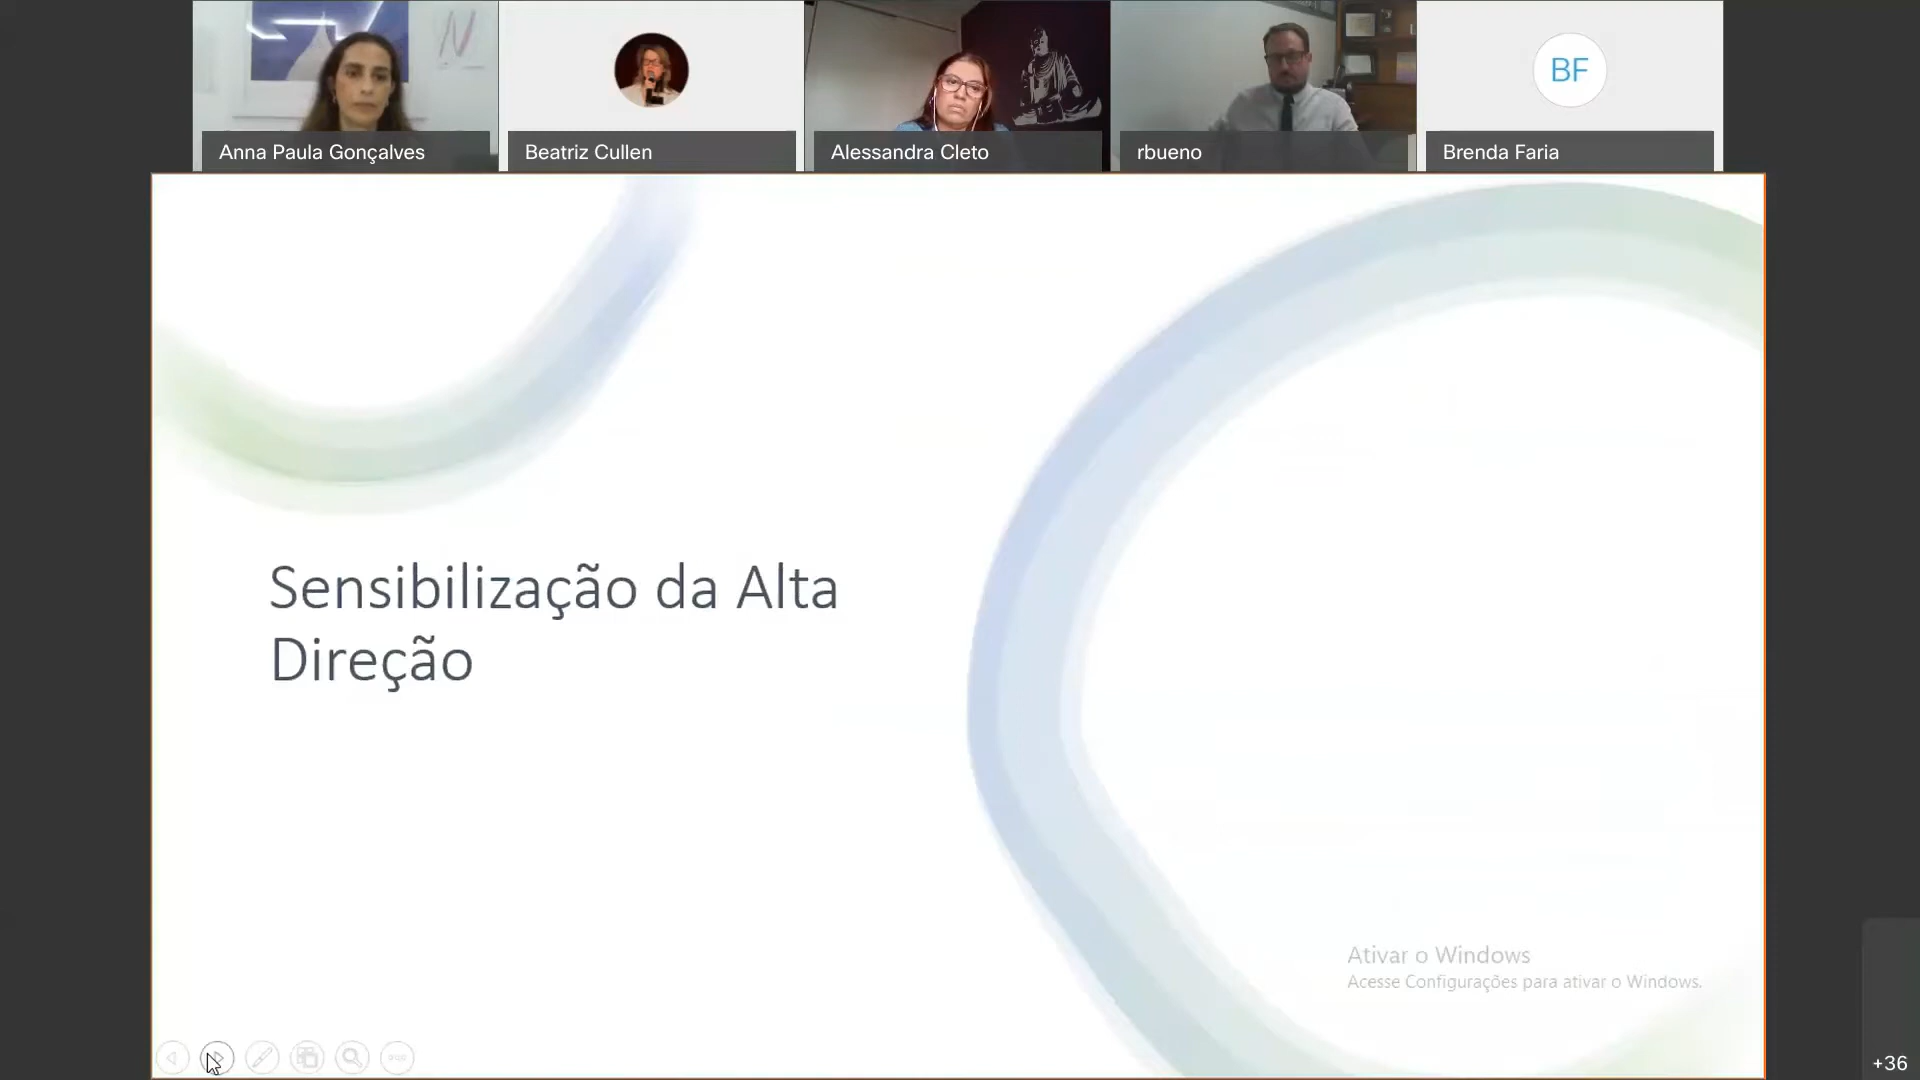 Anna Paula Gonçalves
Beatriz Cullen
Alessandra Cleto
rbueno
BF
Brenda Faria
Sensibilização da Alta
Direção
Ativar o Windows
Acesse Configurações para ativar o Windows.
+36